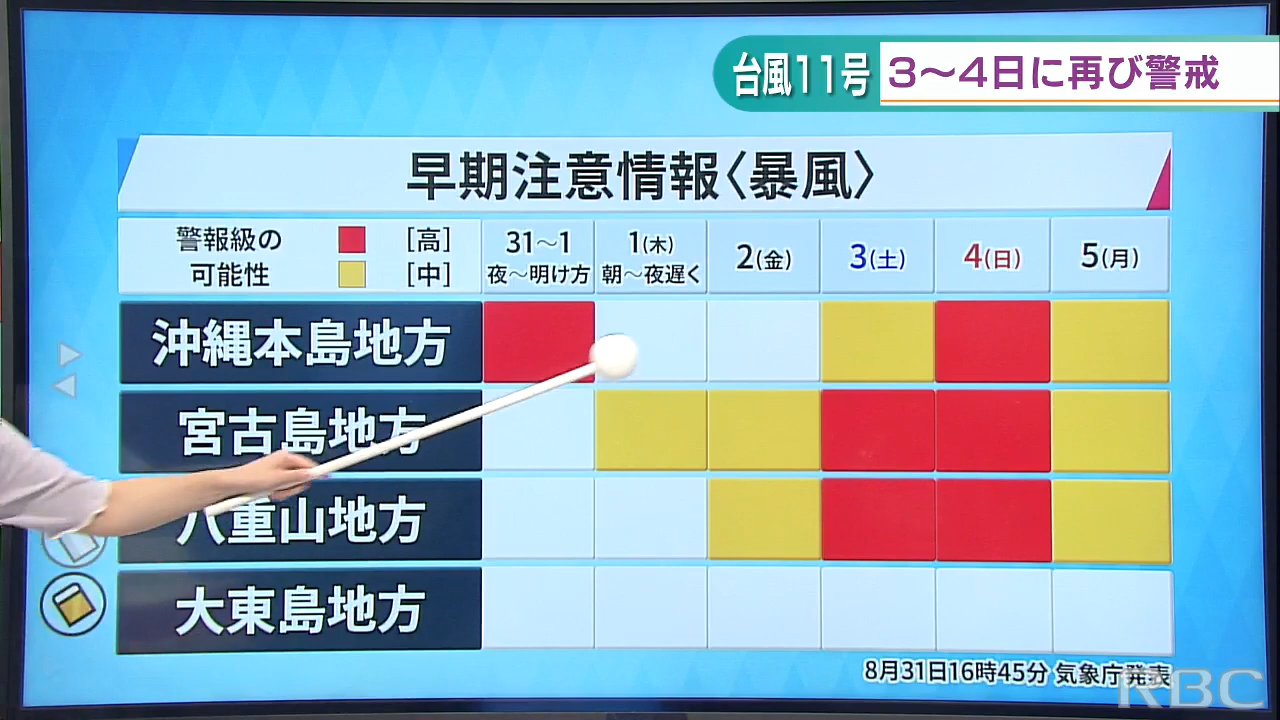 台風11号
3～4日に再び警戒
早期注意情報〈暴風〉
警報級の
可能性
[高]
[中]
31～1
夜～明け方
1(木)
朝～夜遅く
2(金)
3(土)
4(日)
5(月)
沖縄本島地方
宮古島地方
八重山地方
大東島地方
8月31日16時45分 気象庁発表
RBC